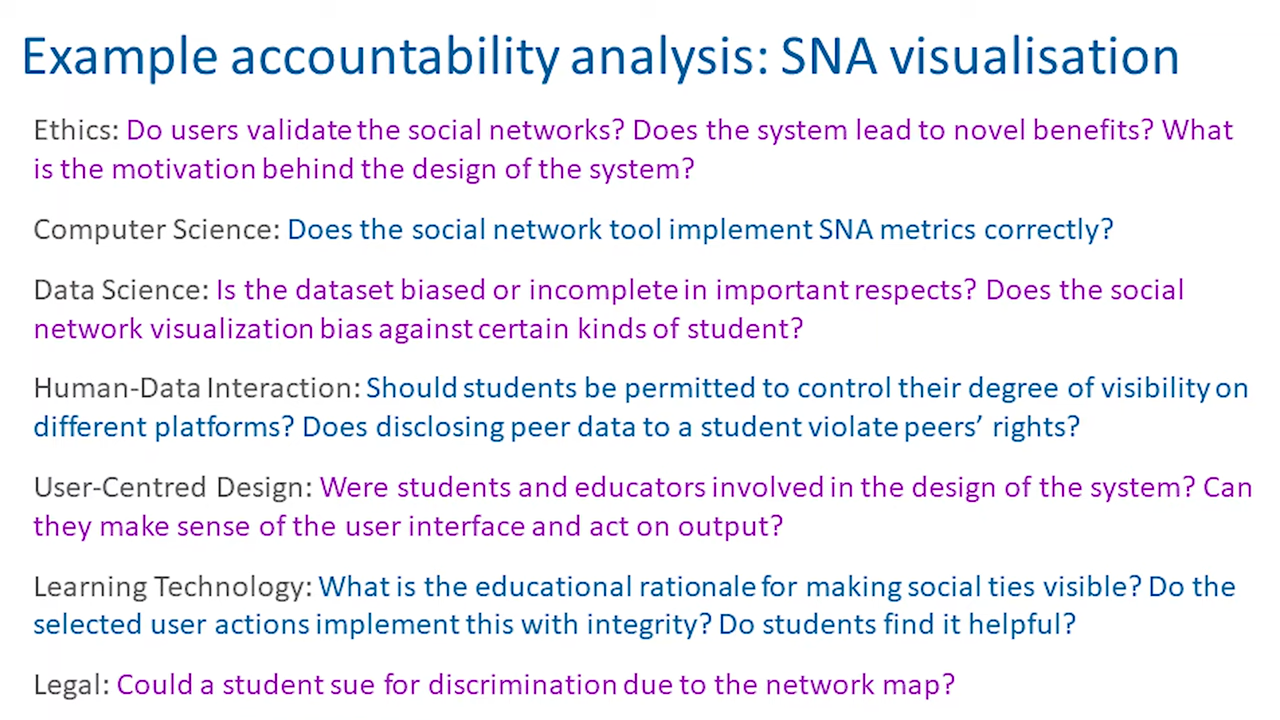 Example accountability analysis: SNA visualisation
Ethics: Do users validate the social networks? Does the system lead to novel benefits? What
is the motivation behind the design of the system?
Computer Science: Does the social network tool implement SNA metrics correctly?
Data Science: Is the dataset biased or incomplete in important respects? Does the social
network visualization bias against certain kinds of student?
Human-Data Interaction: Should students be permitted to control their degree of visibility on
different platforms? Does disclosing peer data to a student violate peers’ rights?
User-Centred Design: Were students and educators involved in the design of the system? Can
they make sense of the user interface and act on output?
Learning Technology: What is the educational rationale for making social ties visible? Do the
selected user actions implement this with integrity? Do students find it helpful?
Legal: Could a student sue for discrimination due to the network map?